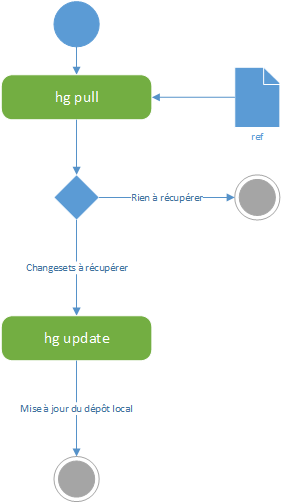 hg pull
ref
Rien à récupérer
Changesets à récupérer
hg update
Mise à jour du dépôt local